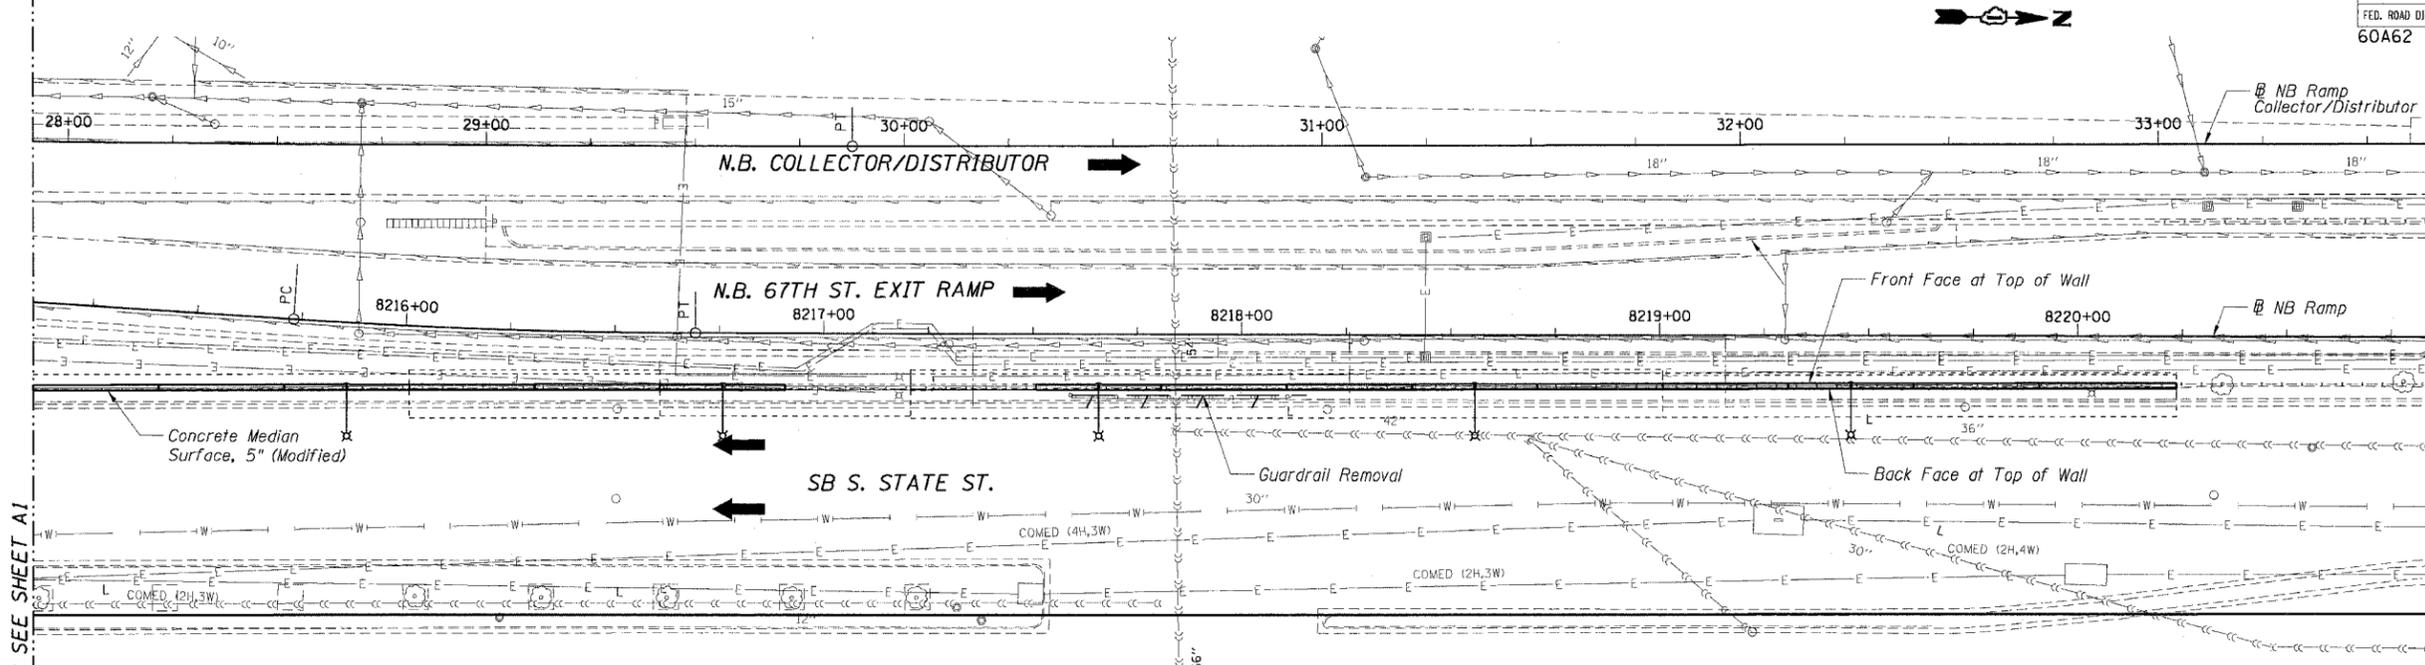 N
FED. ROAD DI
60A62
12"
10"
15"
℄ NB Ramp
Collector/Distributor
28+00
29+00
PT
30+00
31+00
32+00
33+00
N.B. COLLECTOR/DISTRIBUTOR
18"
18"
18"
E
E
E
E
E
E
E
PC
8216+00
N.B. 67TH ST. EXIT RAMP
PT
8217+00
8218+00
8219+00
8220+00
Front Face at Top of Wall
℄ NB Ramp
54"
L
42"
L
36"
Concrete Median
Surface, 5" (Modified)
Guardrail Removal
Back Face at Top of Wall
SB S. STATE ST.
30"
W
W
W
W
W
W
W
W
W
COMED (4H,3W)
L
30"
COMED (2H,4W)
COMED (2H,3W)
L
L
COMED (2H,3W)
12"
SEE SHEET A1